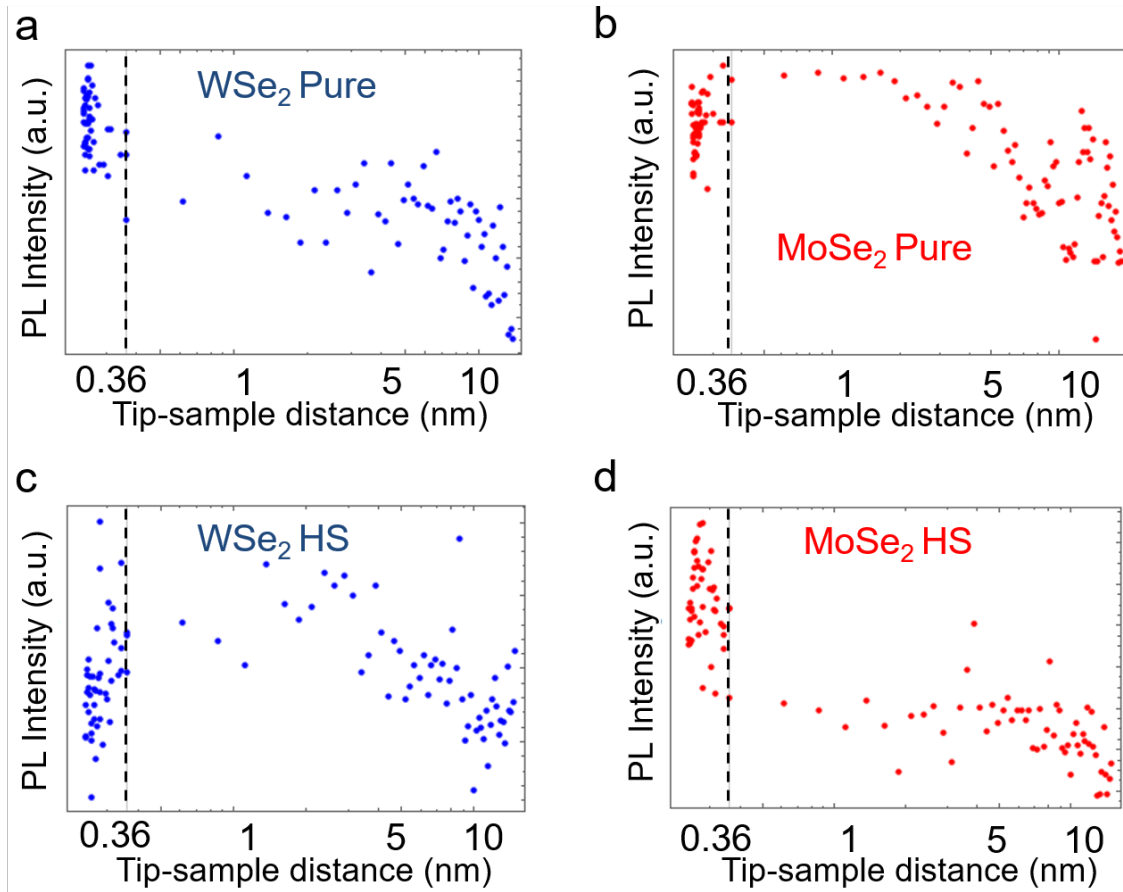 a
WSe₂ Pure
PL Intensity (a.u.)
0.36 1 5 10
Tip-sample distance (nm)
b
MoSe₂ Pure
PL Intensity (a.u.)
0.36 1 5 10
Tip-sample distance (nm)
c
WSe₂ HS
PL Intensity (a.u.)
0.36 1 5 10
Tip-sample distance (nm)
d
MoSe₂ HS
PL Intensity (a.u.)
0.36 1 5 10
Tip-sample distance (nm)